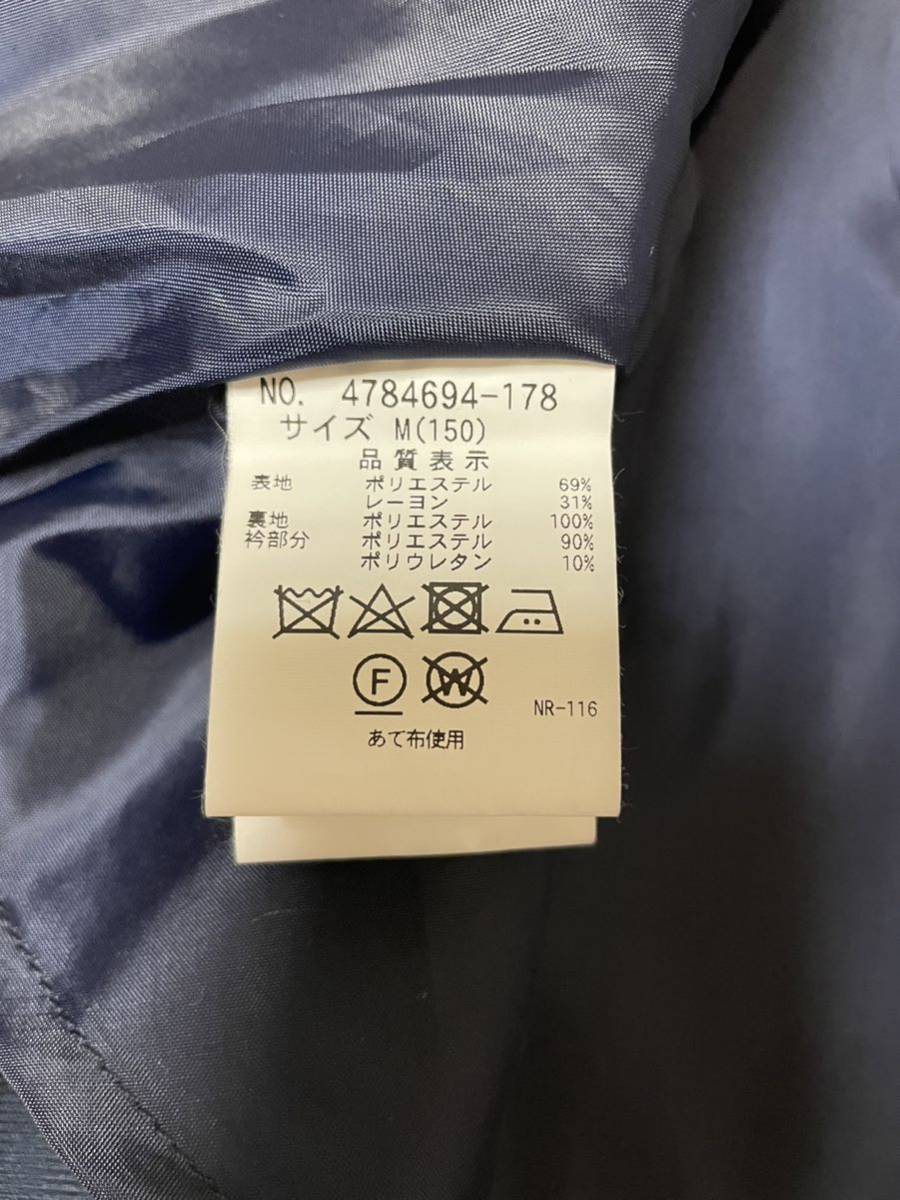 NO. 4784694-178
サイズ M(150)
品質表示
表地 ポリエステル 69%
レーヨン 31%
裏地 ポリエステル 100%
衿部分 ポリエステル 90%
ポリウレタン 10%
F W
NR-116
あて布使用